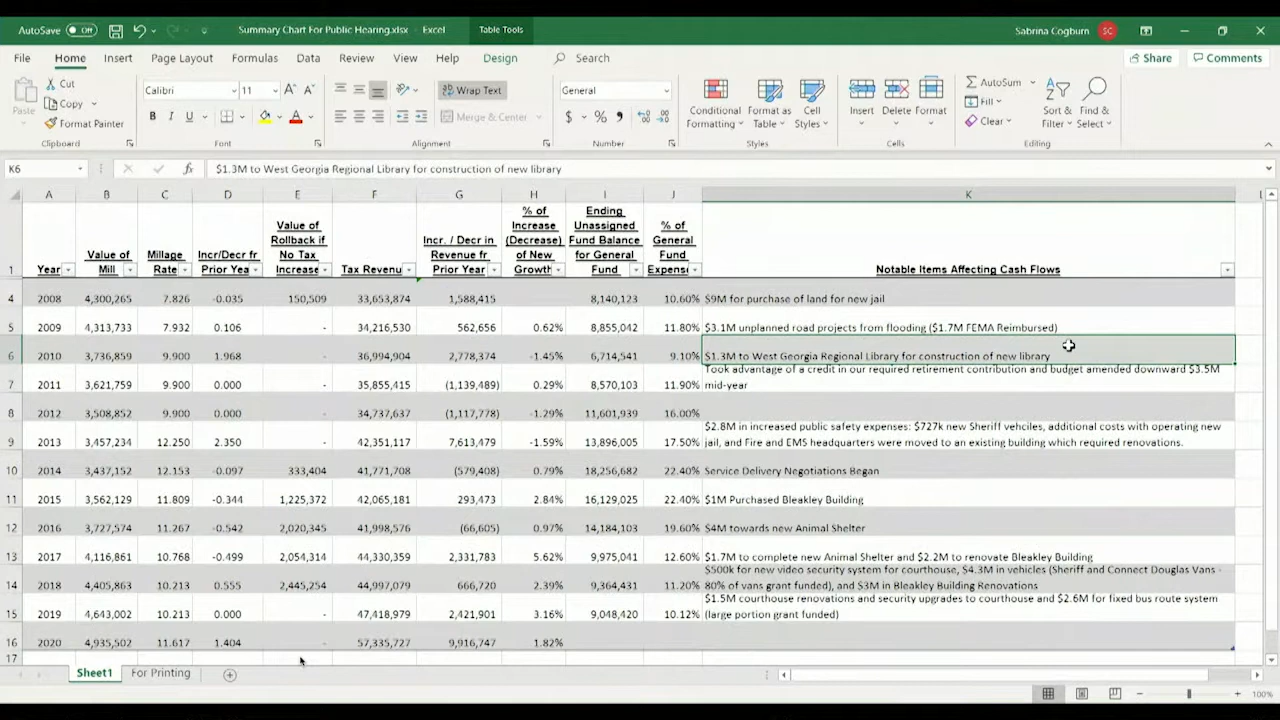 AutoSave Off Summary Chart For Public Hearing.xlsx - Excel Table Tools Sabrina Cogburn SC
File Home Insert Page Layout Formulas Data Review View Help Design Search Share Comments
Paste Cut Copy Format Painter Calibri 11 A A B I U A Wrap Text Merge & Center General $ % , Conditional Formatting Format as Table Cell Styles Insert Delete Format AutoSum Fill Clear Sort & Filter Find & Select
Clipboard Font Alignment Number Styles Cells Editing
K6 fx $1.3M to West Georgia Regional Library for construction of new library
A B C D E F G H I J K
1 Year Value of Mill Millage Rate Incr/Decr fr Prior Yea Value of Rollback if No Tax Increase Tax Revenu Incr. / Decr in Revenue fr Prior Year % of Increase (Decrease) of New Growth Ending Unassigned Fund Balance for General Fund % of General Fund Expens Notable Items Affecting Cash Flows
4 2008 4,300,265 7.826 -0.035 150,509 33,653,874 1,588,415 8,140,123 10.60% $9M for purchase of land for new jail
5 2009 4,313,733 7.932 0.106 - 34,216,530 562,656 0.62% 8,855,042 11.80% $3.1M unplanned road projects from flooding ($1.7M FEMA Reimbursed)
6 2010 3,736,859 9.900 1.968 - 36,994,904 2,778,374 -1.45% 6,714,541 9.10% $1.3M to West Georgia Regional Library for construction of new library
7 2011 3,621,759 9.900 0.000 - 35,855,415 (1,139,489) 0.29% 8,570,103 11.90% Took advantage of a credit in our required retirement contribution and budget amended downward $3.5M
mid-year
8 2012 3,508,852 9.900 0.000 - 34,737,637 (1,117,778) -1.29% 11,601,939 16.00%
9 2013 3,457,234 12.250 2.350 - 42,351,117 7,613,479 -1.59% 13,896,005 17.50% $2.8M in increased public safety expenses: $727k new Sheriff vehciles, additional costs with operating new
jail, and Fire and EMS headquarters were moved to an existing building which required renovations.
10 2014 3,437,152 12.153 -0.097 333,404 41,771,708 (579,408) 0.79% 18,256,682 22.40% Service Delivery Negotiations Began
11 2015 3,562,129 11.809 -0.344 1,225,372 42,065,181 293,473 2.84% 16,129,025 22.40% $1M Purchased Bleakley Building
12 2016 3,727,574 11.267 -0.542 2,020,345 41,998,576 (66,605) 0.97% 14,184,103 19.60% $4M towards new Animal Shelter
13 2017 4,116,861 10.768 -0.499 2,054,314 44,330,359 2,331,783 5.62% 9,975,041 12.60% $1.7M to complete new Animal Shelter and $2.2M to renovate Bleakley Building
14 2018 4,405,863 10.213 0.555 2,445,254 44,997,079 666,720 2.39% 9,364,431 11.20% $500k for new video security system for courthouse, $4.3M in vehicles (Sheriff and Connect Douglas Vans -
80% of vans grant funded), and $3M in Bleakley Building Renovations
15 2019 4,643,002 10.213 0.000 - 47,418,979 2,421,901 3.16% 9,048,420 10.12% $1.5M courthouse renovations and security upgrades to courthouse and $2.6M for fixed bus route system
(large portion grant funded)
16 2020 4,935,502 11.617 1.404 - 57,335,727 9,916,747 1.82%
17
Sheet1 For Printing
100%